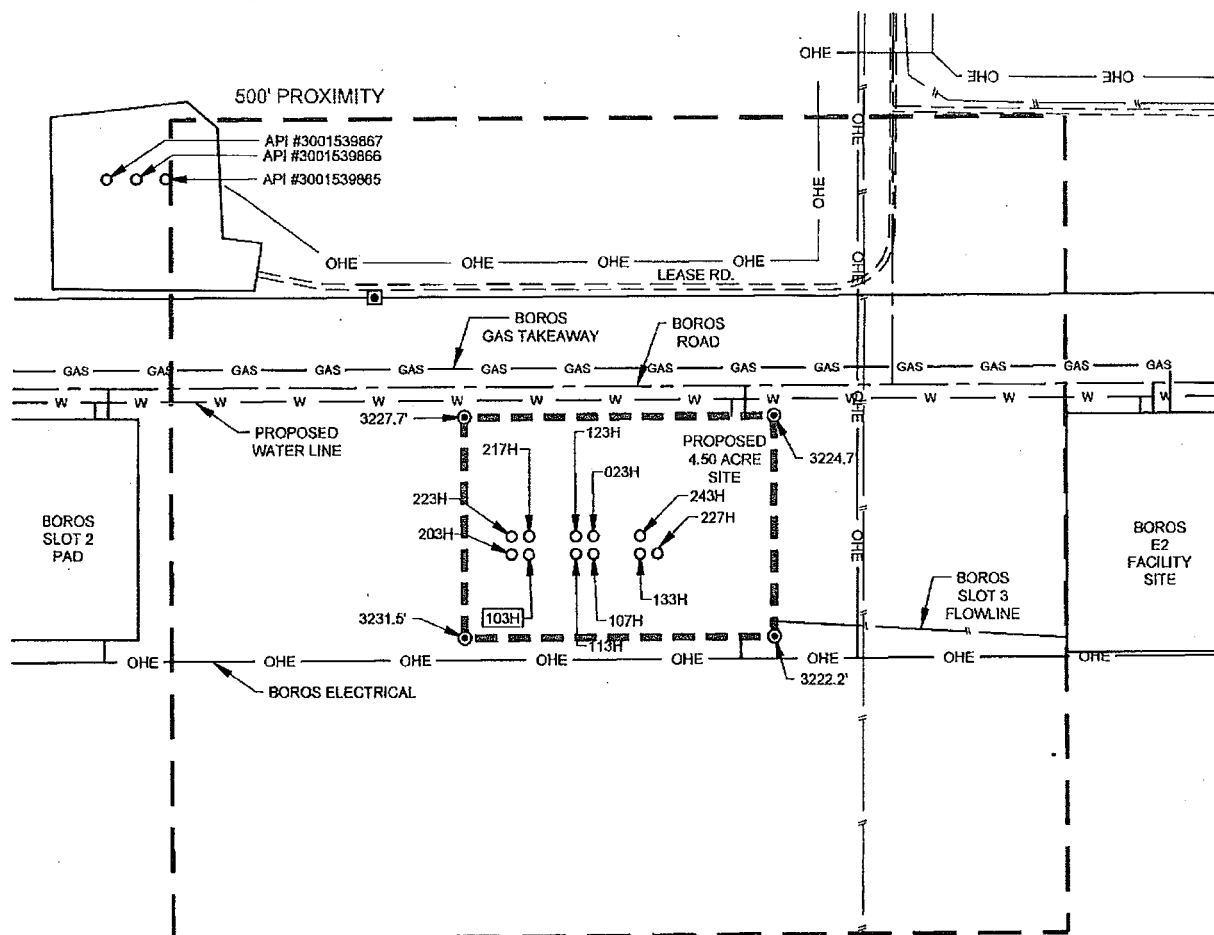 OHE
OHE
OHE
500' PROXIMITY
API #3001539867
API #3001539866
API #3001539865
OHE
OHE
OHE
OHE
OHE
OHE
OHE
LEASE RD.
BOROS
GAS TAKEAWAY
BOROS
ROAD
GAS GAS GAS GAS GAS GAS GAS GAS GAS GAS GAS GAS GAS GAS
W W W W W W W W W W W W W W W
OHE
PROPOSED
WATER LINE
3227.7'
123H
PROPOSED
4.50 ACRE
SITE
3224.7'
217H
023H
243H
223H
227H
203H
BOROS
SLOT 2
PAD
BOROS
E2
FACILITY
SITE
OHE
133H
BOROS
SLOT 3
FLOWLINE
3231.5'
103H
107H
113H
OHE OHE OHE OHE OHE OHE OHE OHE
3222.2'
BOROS ELECTRICAL